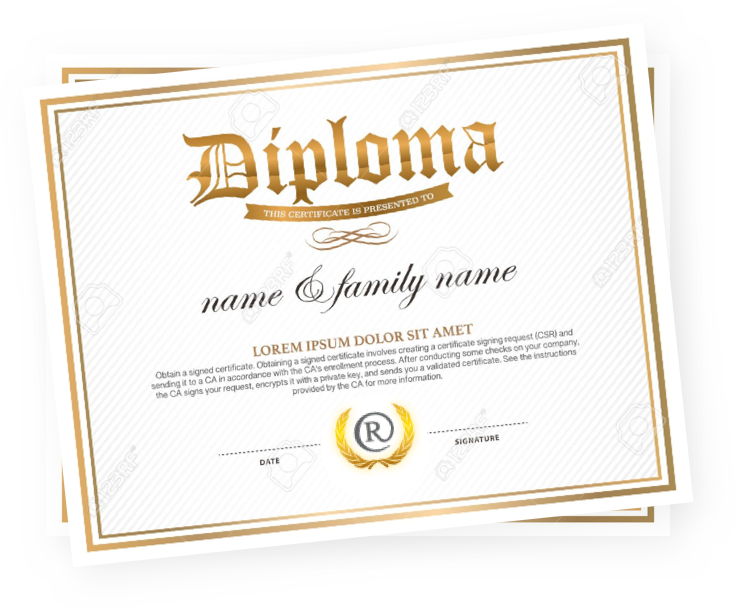 Diploma
THIS CERTIFICATE IS PRESENTED TO
name & family name
LOREM IPSUM DOLOR SIT AMET
Obtain a signed certificate. Obtaining a signed certificate involves creating a certificate signing request (CSR) and
sending it to a CA in accordance with the CA's enrollment process. After conducting some checks on your company,
the CA signs your request, encrypts it with a private key, and sends you a validated certificate. See the instructions
provided by the CA for more information.
R
DATE
SIGNATURE
123RF